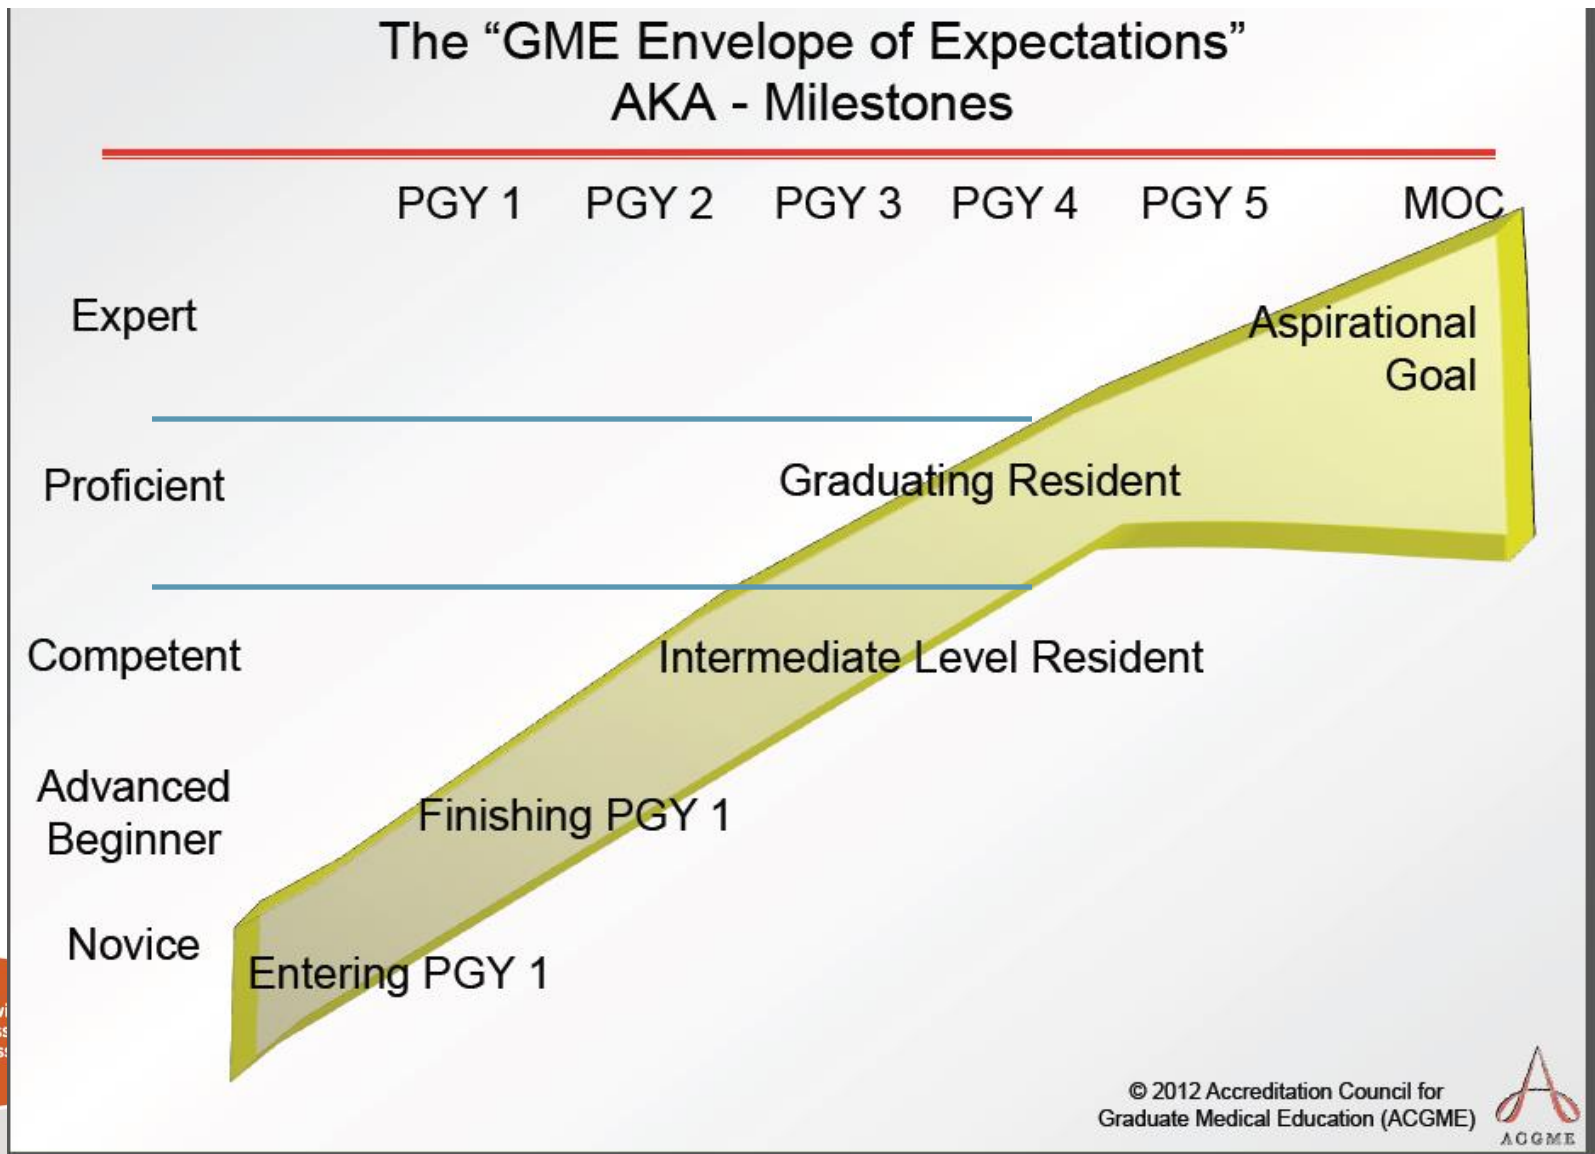 The “GME Envelope of Expectations”
AKA - Milestones
PGY 1 PGY 2 PGY 3 PGY 4 PGY 5 MOC
Expert
Aspirational
Goal
Proficient
Graduating Resident
Competent
Intermediate Level Resident
Advanced
Beginner
Finishing PGY 1
Novice
Entering PGY 1
© 2012 Accreditation Council for
Graduate Medical Education (ACGME)
ACGME